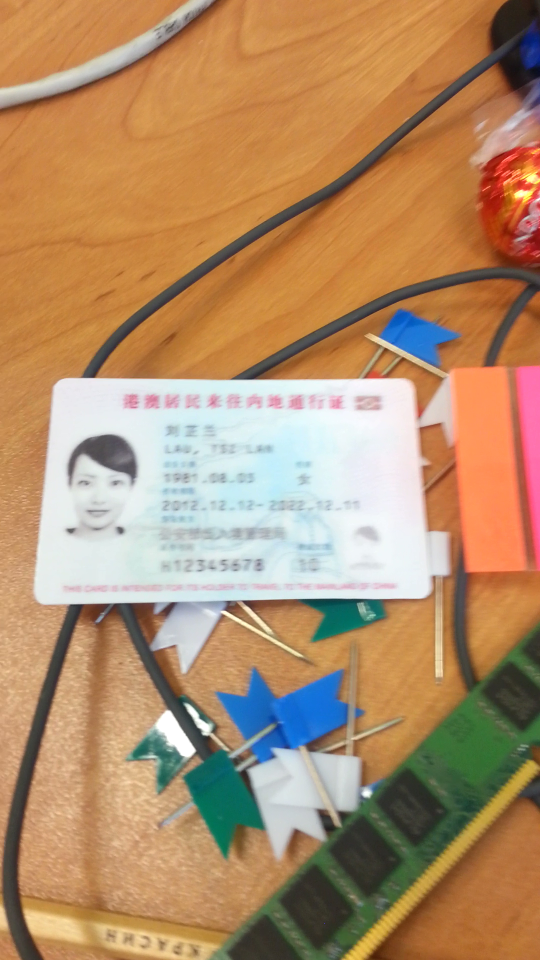 港澳居民来往内地通行证
刘芷兰
LAU, TSZ LAN
1981.08.03 女
2012.12.12-2022.12.11
公安部出入境管理局
H12345678 10
THIS CARD IS INTENDED FOR ITS HOLDER TO TRAVEL TO THE MAINLAND OF CHINA
КРАСИН